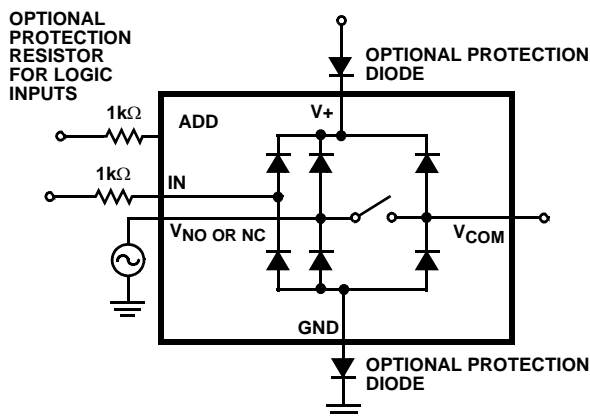 OPTIONAL
PROTECTION
RESISTOR
FOR LOGIC
INPUTS
OPTIONAL PROTECTION
DIODE
1kΩ
ADD
V+
1kΩ
IN
VNO OR NC
VCOM
GND
OPTIONAL PROTECTION
DIODE